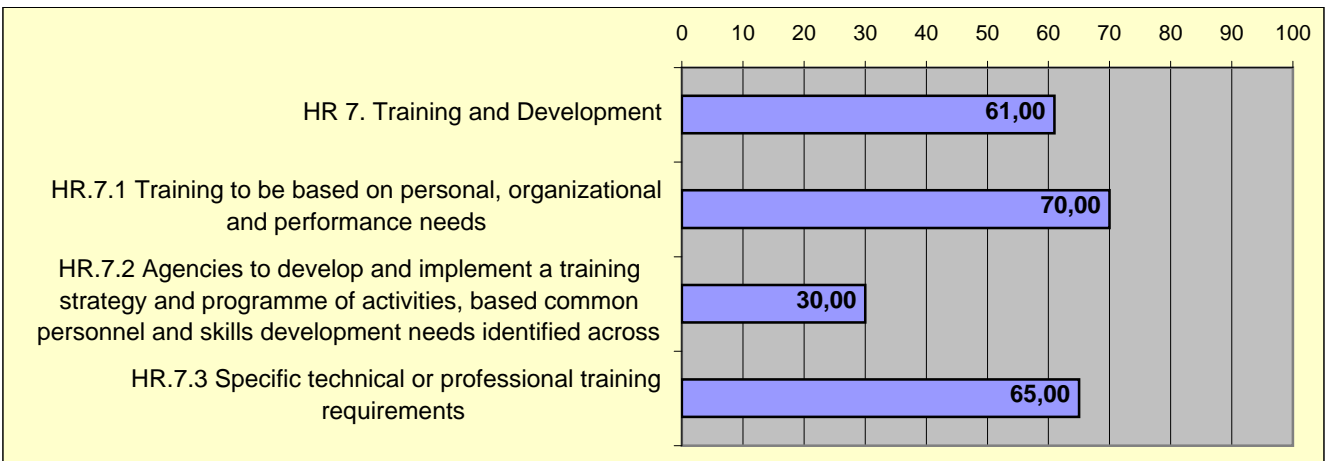 0 10 20 30 40 50 60 70 80 90 100
HR 7. Training and Development
61,00
HR.7.1 Training to be based on personal, organizational
and performance needs
70,00
HR.7.2 Agencies to develop and implement a training
strategy and programme of activities, based common
personnel and skills development needs identified across
30,00
HR.7.3 Specific technical or professional training
requirements
65,00